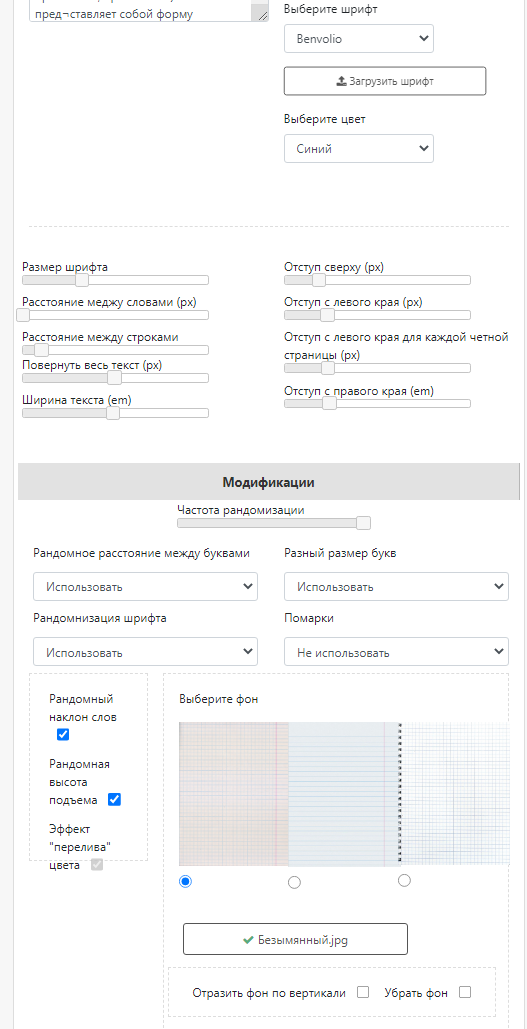 пред¬ставляет собой форму
Выберите шрифт
Benvolio
Загрузить шрифт
Выберите цвет
Синий
Размер шрифта
Расстояние меджу словами (px)
Расстояние между строками
Повернуть весь текст (px)
Ширина текста (em)
Отступ сверху (px)
Отступ с левого края (px)
Отступ с левого края для каждой четной
страницы (px)
Отступ с правого края (em)
Модификации
Частота рандомизации
Рандомное расстояние между буквами
Использовать
Разный размер букв
Использовать
Рандомнизация шрифта
Использовать
Помарки
Не использовать
Рандомный
наклон слов
Рандомная
высота
подъема
Эффект
"перелива"
цвета
Выберите фон
Безымянный.jpg
Отразить фон по вертикали
Убрать фон